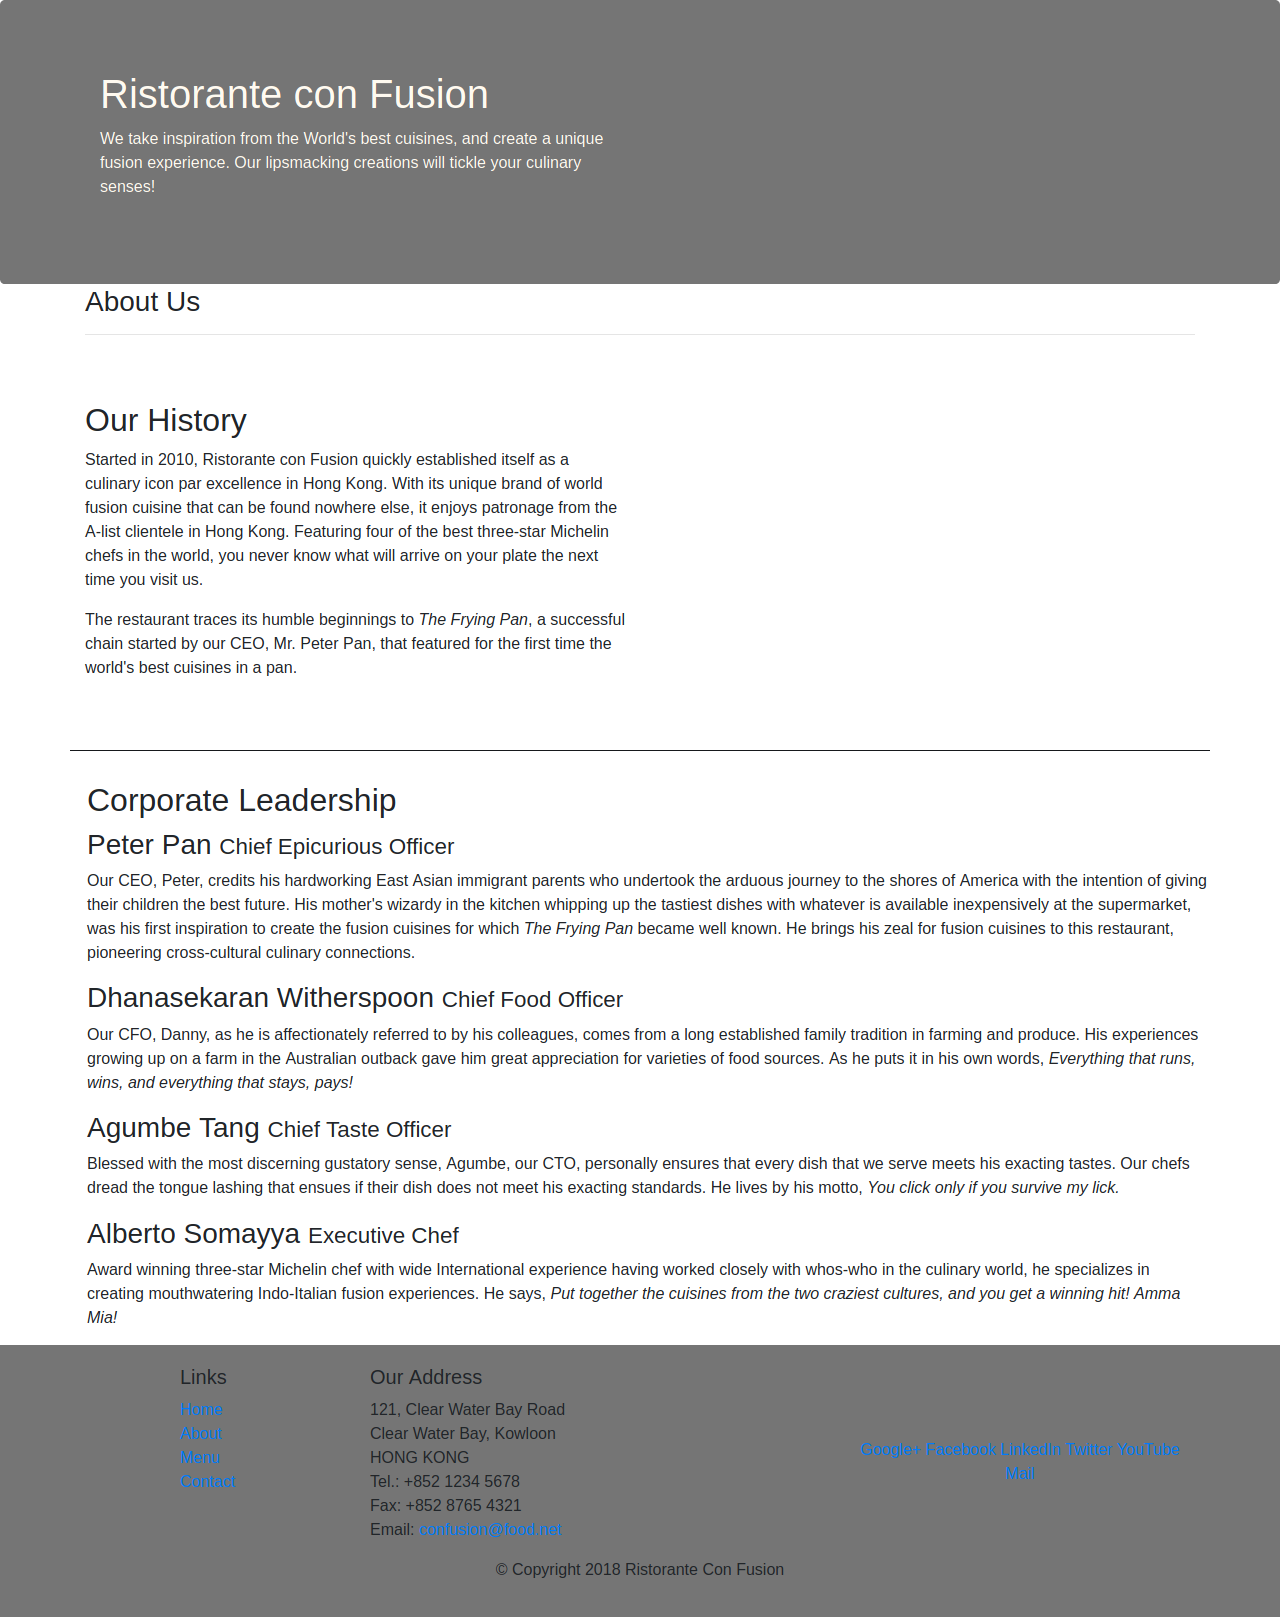 Ristorante con Fusion
We take inspiration from the World's best cuisines, and create a unique
fusion experience. Our lipsmacking creations will tickle your culinary
senses!
About Us
Our History
Started in 2010, Ristorante con Fusion quickly established itself as a
culinary icon par excellence in Hong Kong. With its unique brand of world
fusion cuisine that can be found nowhere else, it enjoys patronage from the
A-list clientele in Hong Kong. Featuring four of the best three-star Michelin
chefs in the world, you never know what will arrive on your plate the next
time you visit us.
The restaurant traces its humble beginnings to The Frying Pan, a successful
chain started by our CEO, Mr. Peter Pan, that featured for the first time the
world's best cuisines in a pan.
Corporate Leadership
Peter Pan Chief Epicurious Officer
Our CEO, Peter, credits his hardworking East Asian immigrant parents who undertook the arduous journey to the shores of America with the intention of giving
their children the best future. His mother's wizardy in the kitchen whipping up the tastiest dishes with whatever is available inexpensively at the supermarket,
was his first inspiration to create the fusion cuisines for which The Frying Pan became well known. He brings his zeal for fusion cuisines to this restaurant,
pioneering cross-cultural culinary connections.
Dhanasekaran Witherspoon Chief Food Officer
Our CFO, Danny, as he is affectionately referred to by his colleagues, comes from a long established family tradition in farming and produce. His experiences
growing up on a farm in the Australian outback gave him great appreciation for varieties of food sources. As he puts it in his own words, Everything that runs,
wins, and everything that stays, pays!
Agumbe Tang Chief Taste Officer
Blessed with the most discerning gustatory sense, Agumbe, our CTO, personally ensures that every dish that we serve meets his exacting tastes. Our chefs
dread the tongue lashing that ensues if their dish does not meet his exacting standards. He lives by his motto, You click only if you survive my lick.
Alberto Somayya Executive Chef
Award winning three-star Michelin chef with wide International experience having worked closely with whos-who in the culinary world, he specializes in
creating mouthwatering Indo-Italian fusion experiences. He says, Put together the cuisines from the two craziest cultures, and you get a winning hit! Amma
Mia!
Links
Home
About
Menu
Contact
Our Address
121, Clear Water Bay Road
Clear Water Bay, Kowloon
HONG KONG
Tel.: +852 1234 5678
Fax: +852 8765 4321
Email: confusion@food.net
Google+ Facebook LinkedIn Twitter YouTube
Mail
© Copyright 2018 Ristorante Con Fusion